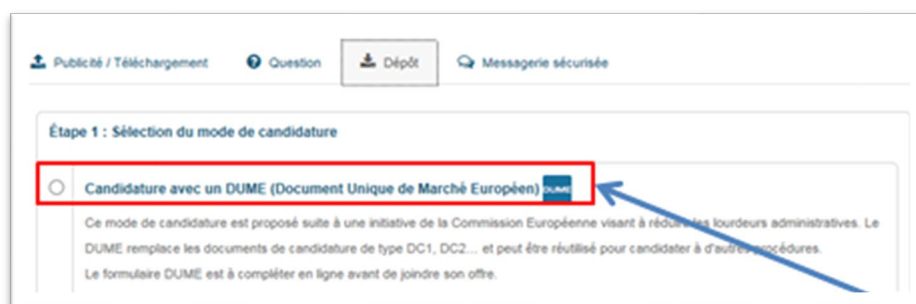 Publicité / Téléchargement Question Dépôt Messagerie sécurisée
Étape 1 : Sélection du mode de candidature
Candidature avec un DUME (Document Unique de Marché Européen) DUME
Ce mode de candidature est proposé suite à une initiative de la Commission Européenne visant à réduire les lourdeurs administratives. Le
DUME remplace les documents de candidature de type DC1, DC2... et peut être réutilisé pour candidater à d'autres procédures.
Le formulaire DUME est à compléter en ligne avant de joindre son offre.